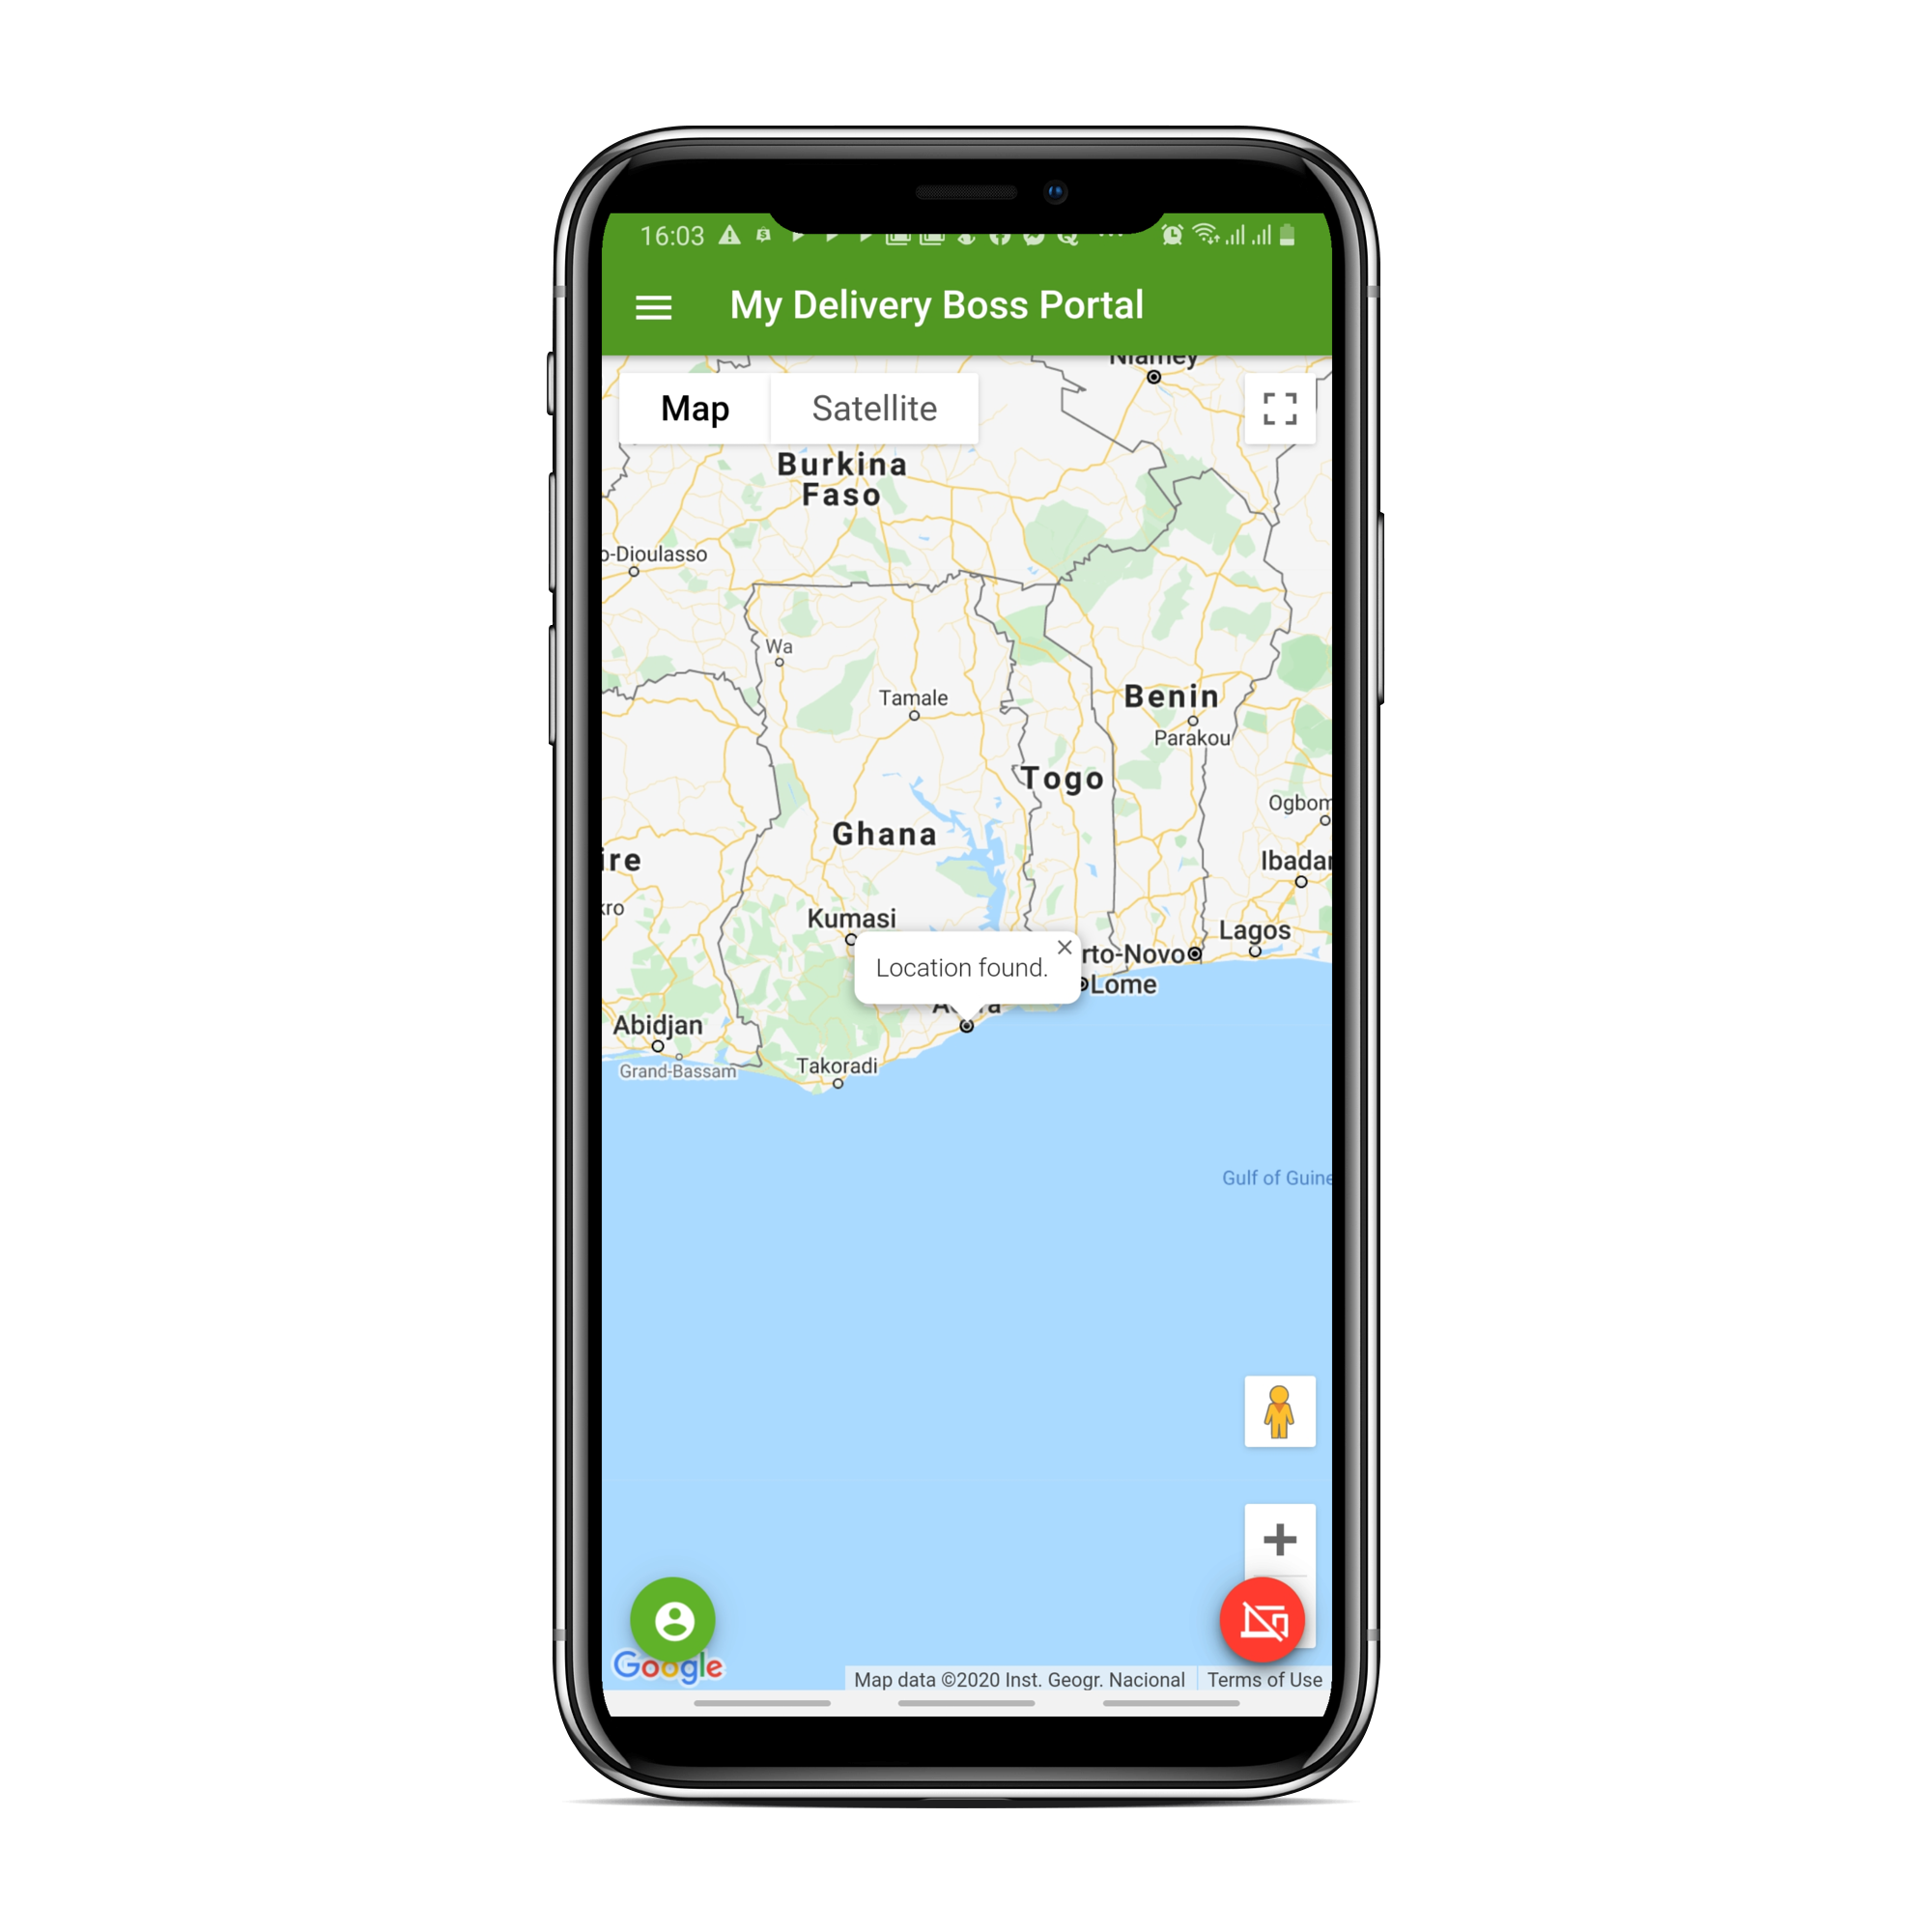 16:03
My Delivery Boss Portal
Niamey
Map
Satellite
Burkina
Faso
o-Dioulasso
Wa
Tamale
Benin
Parakou
Togo
Ogbom
Ghana
ire
Ibadan
kro
Kumasi
Lagos
rto-Novo
Location found.
Lome
Abidjan
Takoradi
Grand-Bassam
Gulf of Guine
Google
Map data ©2020 Inst. Geogr. Nacional
Terms of Use